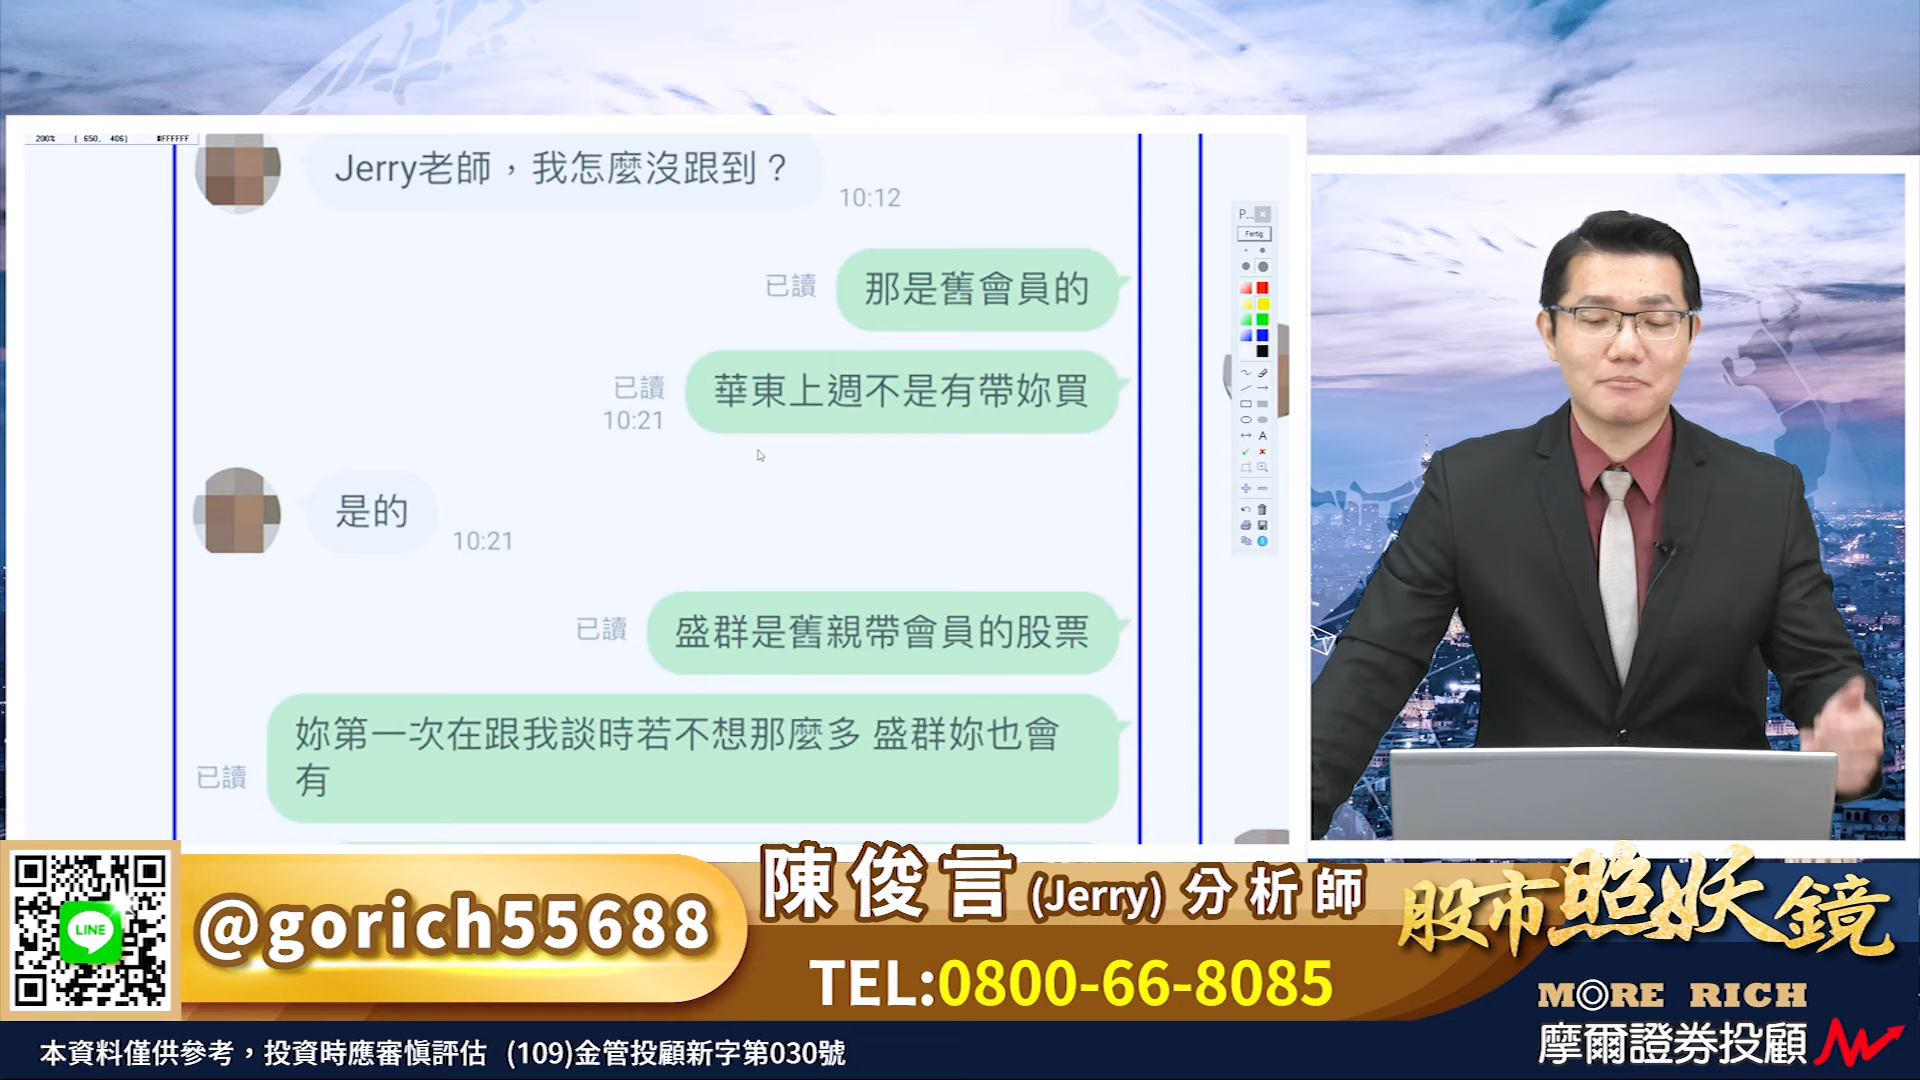 200% [ 650, 406] #FFFFFF
Jerry老師，我怎麼沒跟到？
10:12
已讀
那是舊會員的
已讀
10:21
華東上週不是有帶妳買
是的
10:21
已讀
盛群是舊親帶會員的股票
妳第一次在跟我談時若不想那麼多 盛群妳也會
有
已讀
P...
Fertig
A
LINE
@gorich55688
陳俊言(Jerry)分析師
TEL:0800-66-8085
股市照妖鏡
MORE RICH
摩爾證券投顧
本資料僅供參考，投資時應審慎評估 (109)金管投顧新字第030號